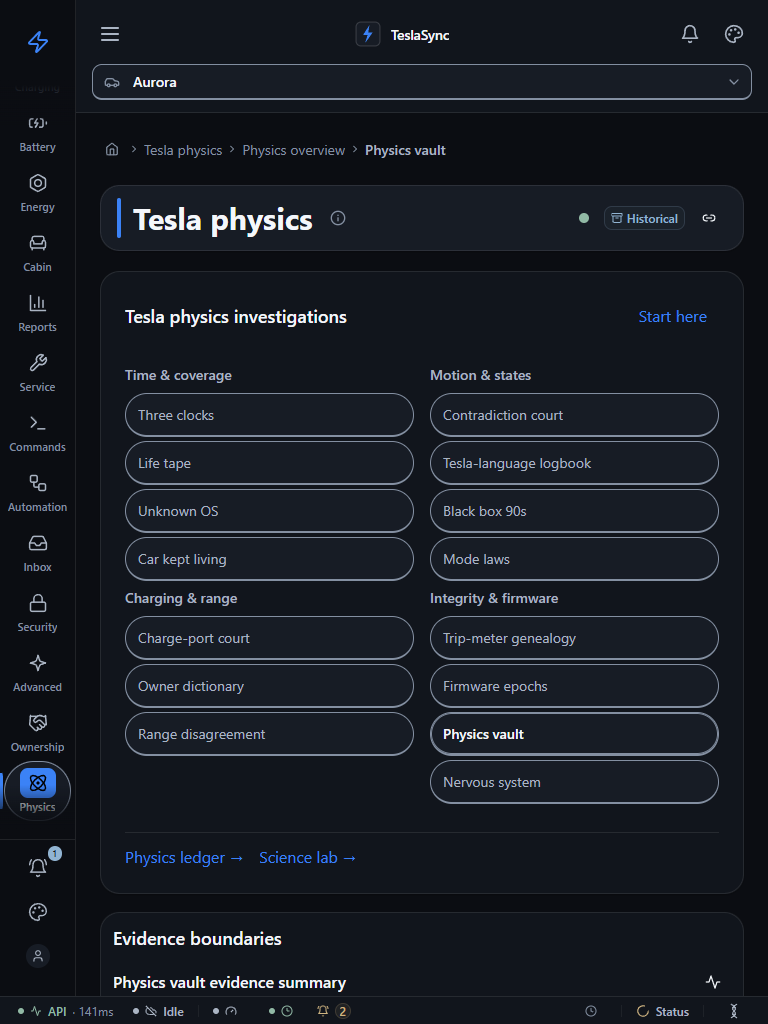 TeslaSync
Aurora
Charging
Battery
Energy
Cabin
Reports
Service
Commands
Automation
Inbox
Security
Advanced
Ownership
Physics
1
Tesla physics > Physics overview > Physics vault
Tesla physics
Historical
Tesla physics investigations
Start here
Time & coverage
Three clocks
Life tape
Unknown OS
Car kept living
Motion & states
Contradiction court
Tesla-language logbook
Black box 90s
Mode laws
Charging & range
Charge-port court
Owner dictionary
Range disagreement
Integrity & firmware
Trip-meter genealogy
Firmware epochs
Physics vault
Nervous system
Physics ledger → Science lab →
Evidence boundaries
Physics vault evidence summary
API · 141ms Idle 2 Status